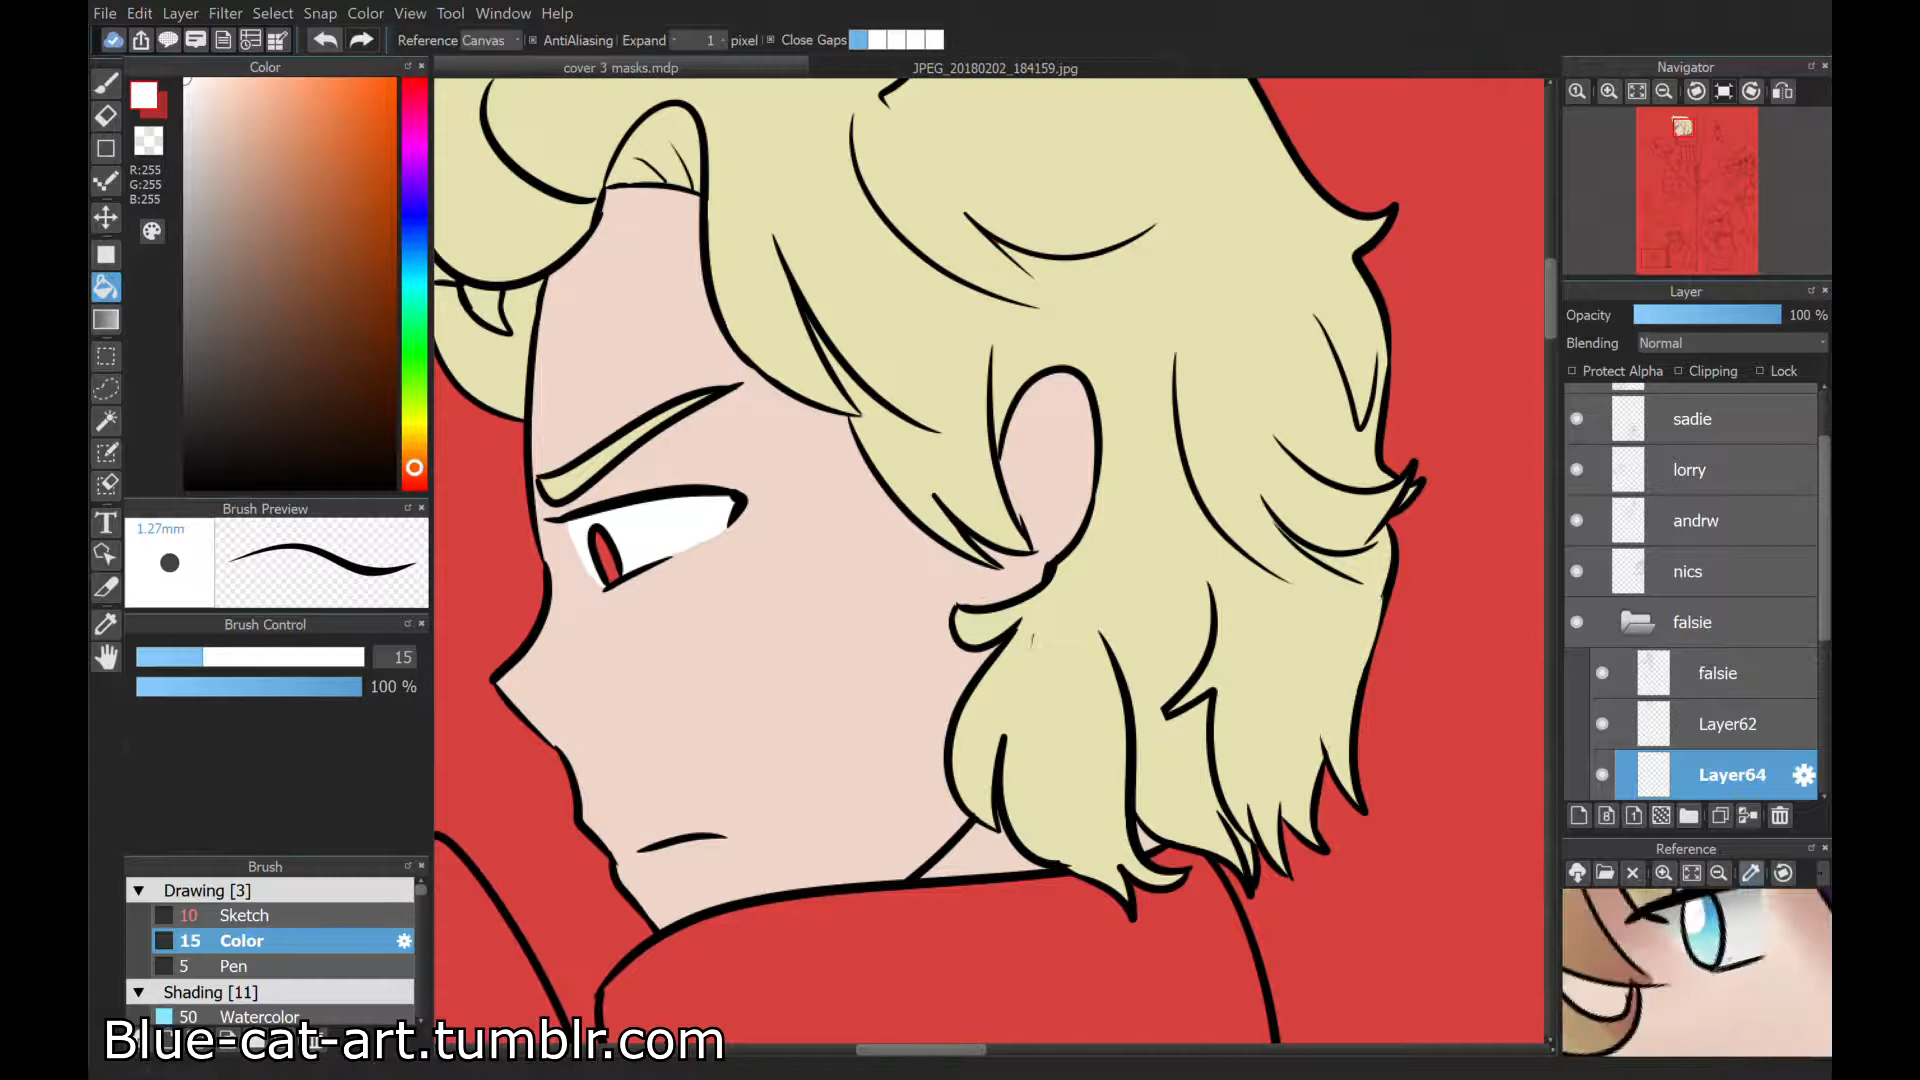 File Edit Layer Filter Select Snap Color View Tool Window Help
Reference Canvas AntiAliasing Expand 1 pixel Close Gaps
Color
cover 3 masks.mdp
JPEG_20180202_184159.jpg
Navigator
R:255
G:255
B:255
Layer
Opacity 100 %
Blending Normal
Protect Alpha Clipping Lock
sadie
lorry
andrw
nics
falsie
falsie
Layer62
Layer64
Brush Preview
1.27mm
Brush Control
15
100 %
Reference
Brush
Drawing [3]
10 Sketch
15 Color
5 Pen
Shading [11]
50 Watercolor
Blue-cat-art.tumblr.com